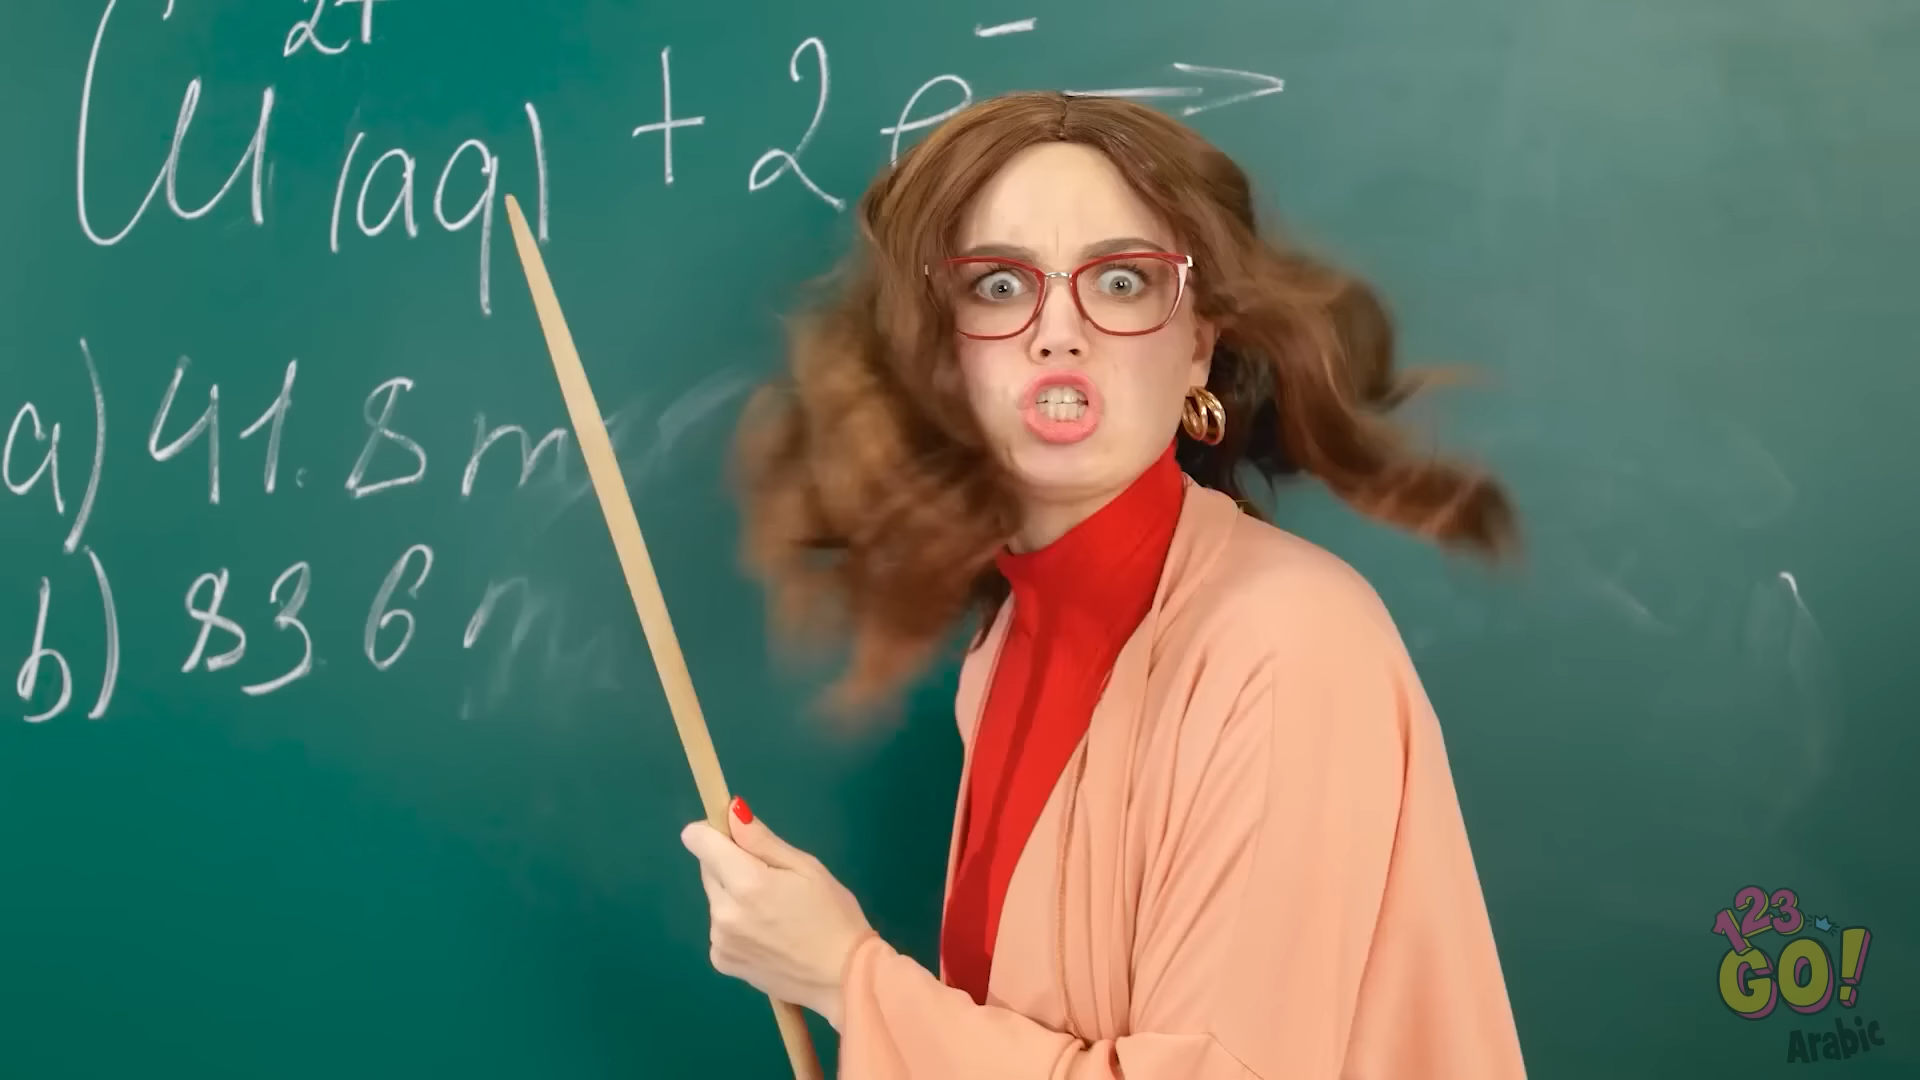 Cu²⁺(aq) + 2e⁻ →
a) 41.8 m
b) 83 6 m
123
GO!
Arabic